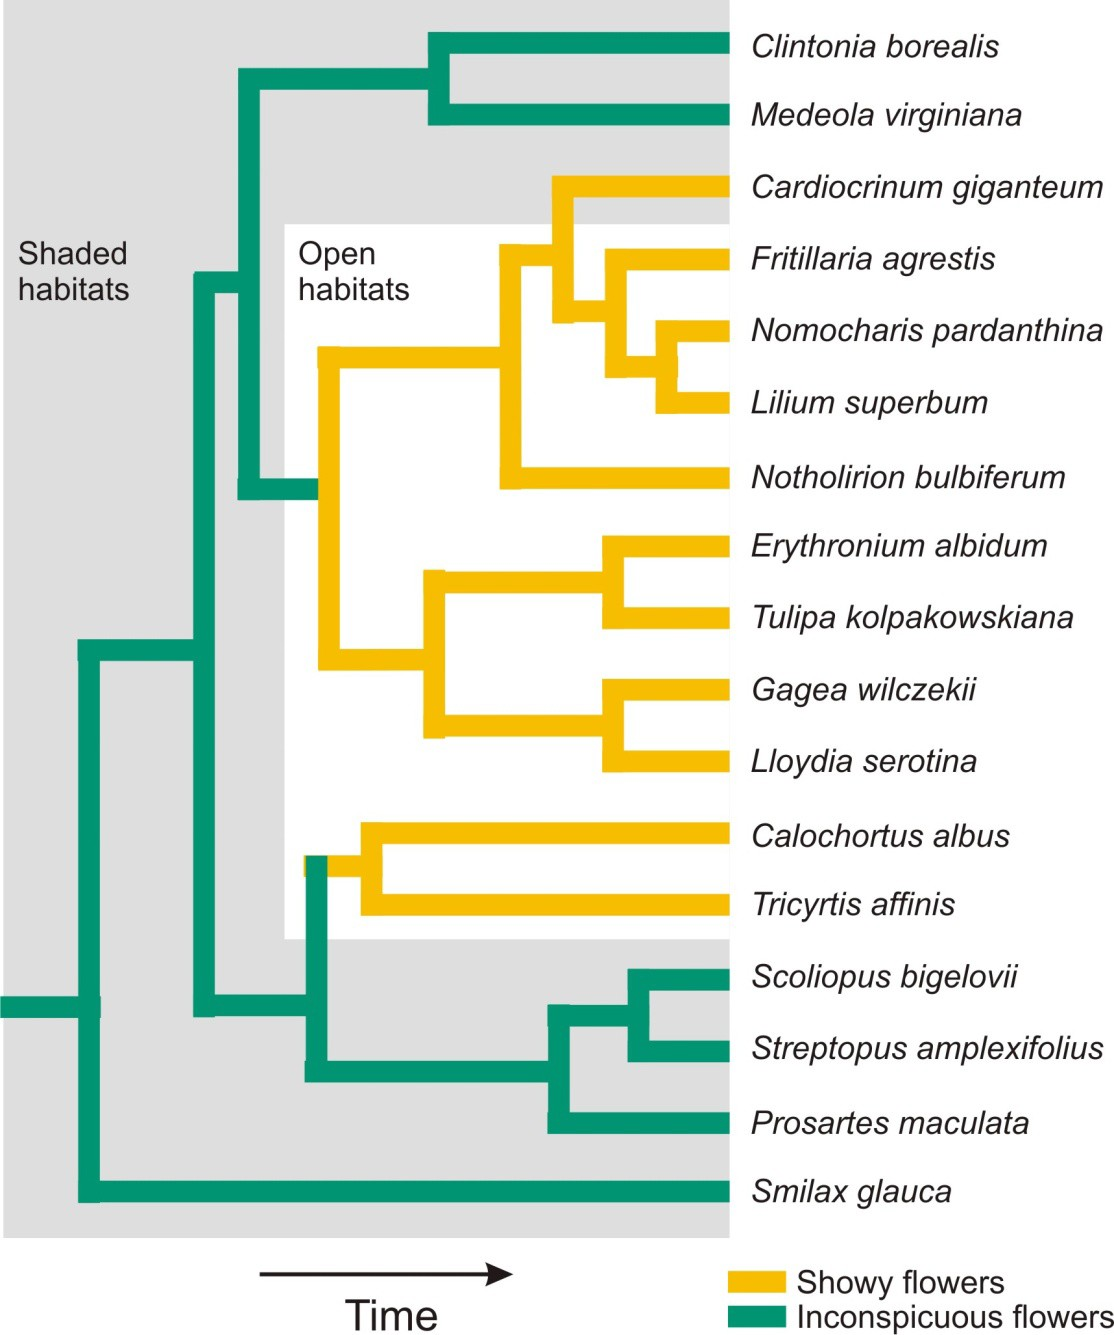 Clintonia borealis
Medeola virginiana
Cardiocrinum giganteum
Shaded
habitats
Open
habitats
Fritillaria agrestis
Nomocharis pardanthina
Lilium superbum
Notholirion bulbiferum
Erythronium albidum
Tulipa kolpakowskiana
Gagea wilczekii
Lloydia serotina
Calochortus albus
Tricyrtis affinis
Scoliopus bigelovii
Streptopus amplexifolius
Prosartes maculata
Smilax glauca
Time
Showy flowers
Inconspicuous flowers